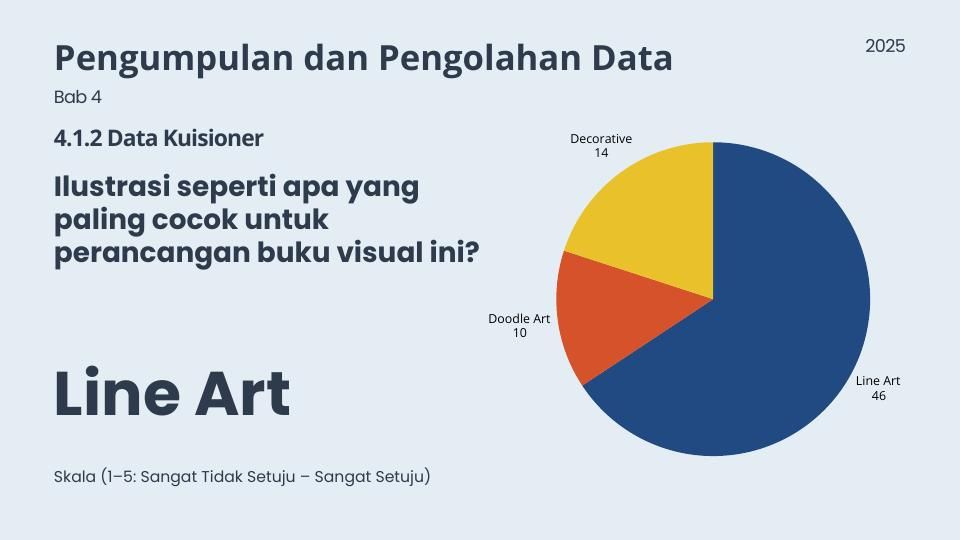 Pengumpulan dan Pengolahan Data
2025
Bab 4
4.1.2 Data Kuisioner
Ilustrasi seperti apa yang
paling cocok untuk
perancangan buku visual ini?
Decorative
14
Doodle Art
10
Line Art
46
Line Art
Skala (1–5: Sangat Tidak Setuju – Sangat Setuju)